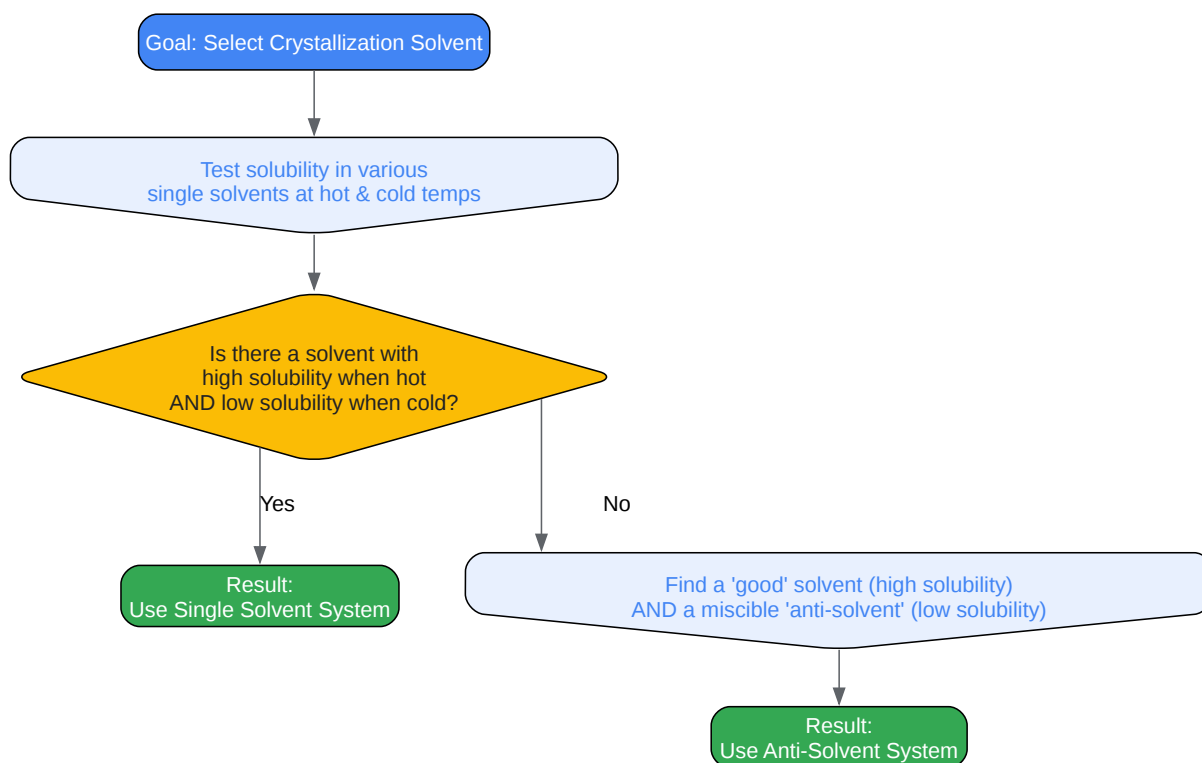 Goal: Select Crystallization Solvent
Test solubility in various
single solvents at hot & cold temps
Is there a solvent with
high solubility when hot
AND low solubility when cold?
Yes
No
Result:
Use Single Solvent System
Find a 'good' solvent (high solubility)
AND a miscible 'anti-solvent' (low solubility)
Result:
Use Anti-Solvent System